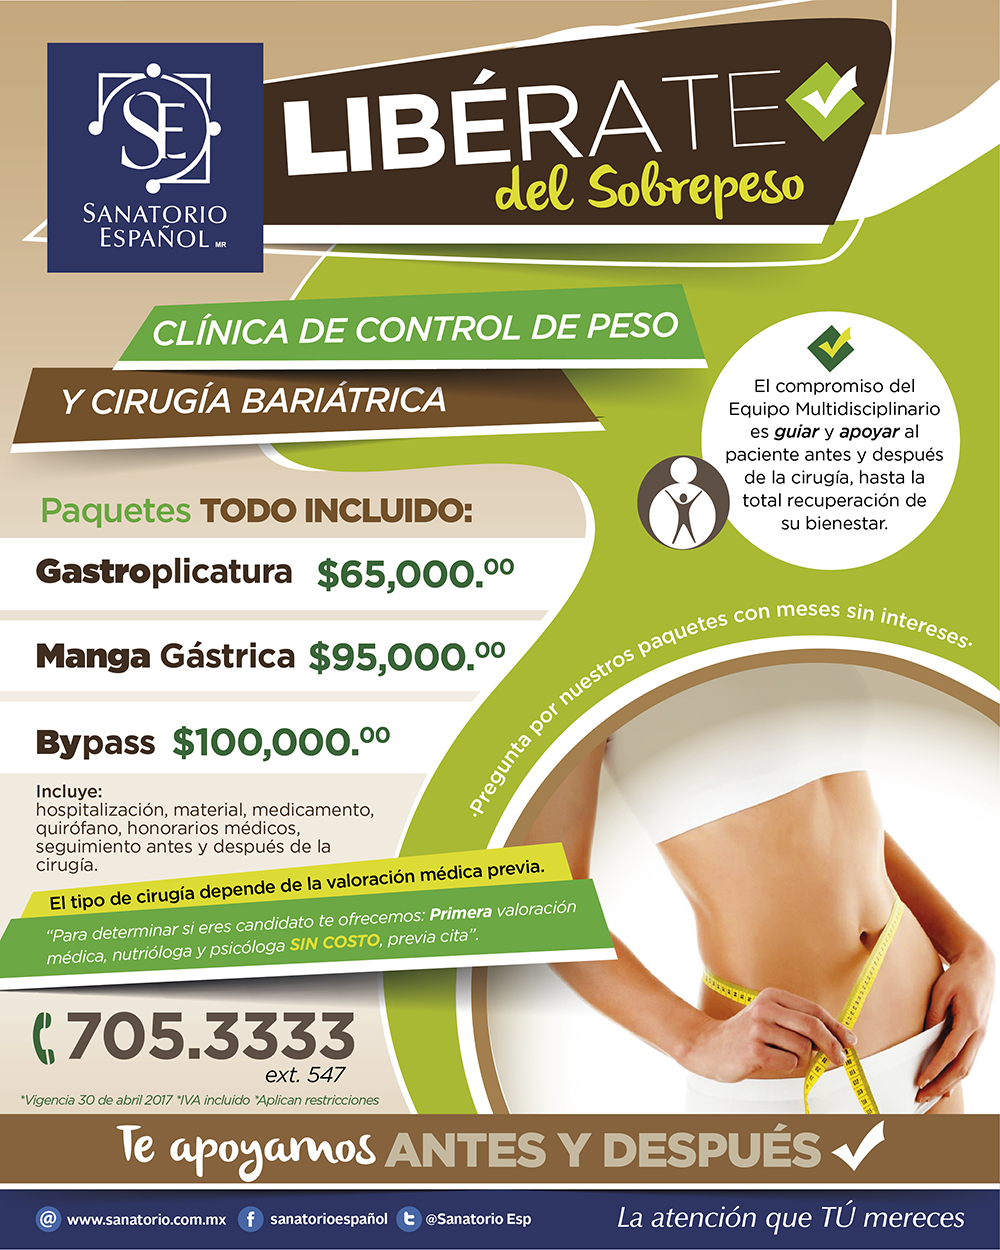 SE
SANATORIO
ESPAÑOL MR
LIBÉRATE
del Sobrepeso
CLÍNICA DE CONTROL DE PESO
Y CIRUGÍA BARIÁTRICA
El compromiso del
Equipo Multidisciplinario
es guiar y apoyar al
paciente antes y después
de la cirugía, hasta la
total recuperación de
su bienestar.
Paquetes TODO INCLUIDO:
Gastroplicatura $65,000.00
Manga Gástrica $95,000.00
Bypass $100,000.00
·Pregunta por nuestros paquetes con meses sin intereses·
Incluye:
hospitalización, material, medicamento,
quirófano, honorarios médicos,
seguimiento antes y después de la
cirugía.
El tipo de cirugía depende de la valoración médica previa.
“Para determinar si eres candidato te ofrecemos: Primera valoración
médica, nutrióloga y psicóloga SIN COSTO, previa cita”.
705.3333
ext. 547
*Vigencia 30 de abril 2017 *IVA incluido *Aplican restricciones
Te apoyamos ANTES Y DESPUÉS
@ www.sanatorio.com.mx f sanatorioespañol t @Sanatorio Esp La atención que TÚ mereces